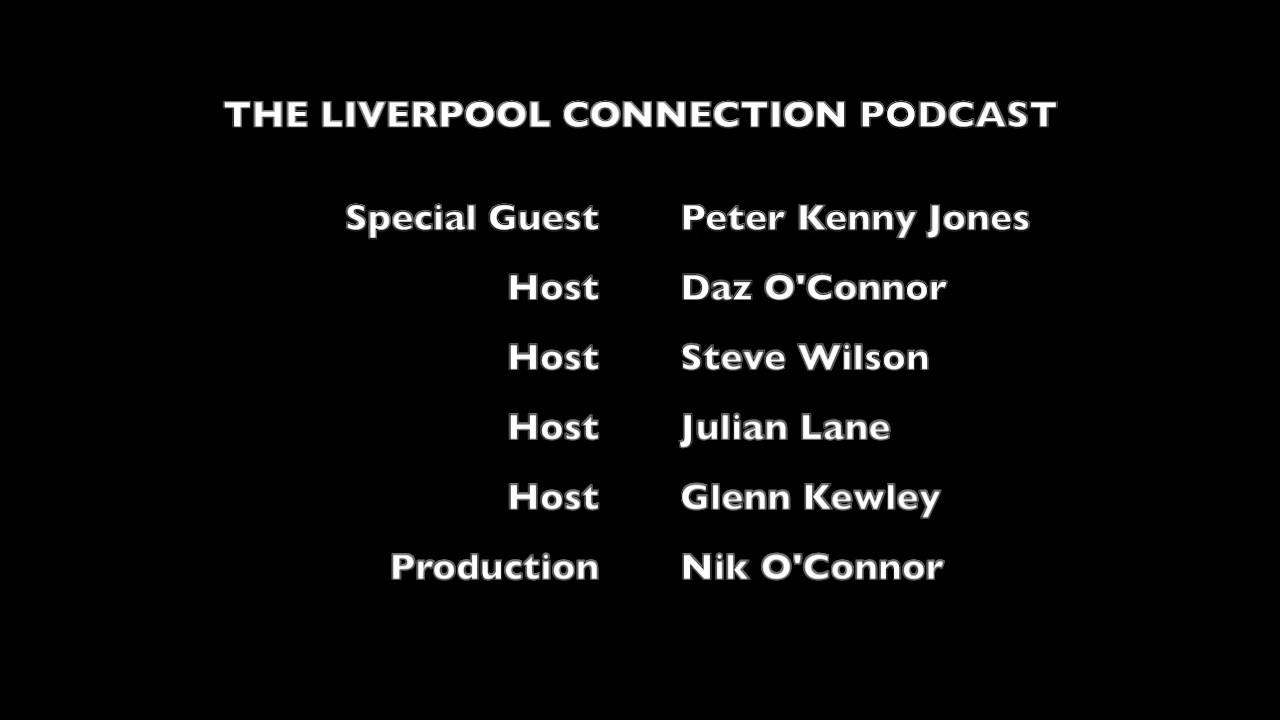 THE LIVERPOOL CONNECTION PODCAST
Special Guest Peter Kenny Jones
Host Daz O'Connor
Host Steve Wilson
Host Julian Lane
Host Glenn Kewley
Production Nik O'Connor